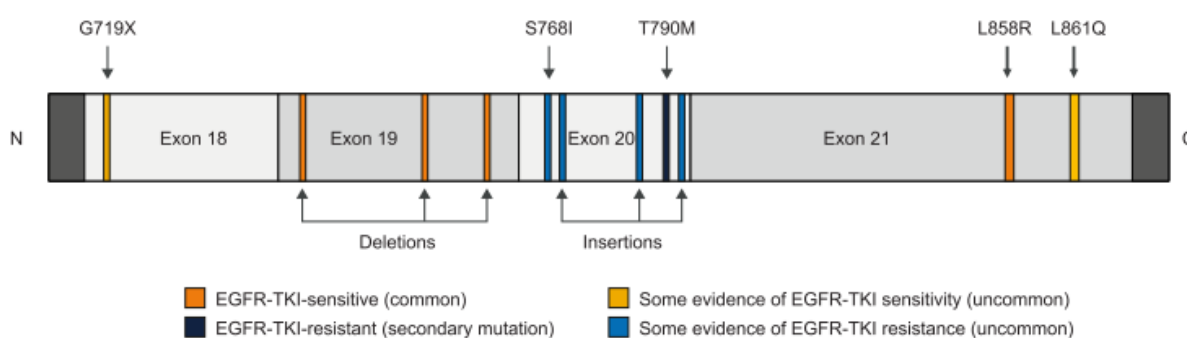 G719X S768I T790M L858R L861Q
N Exon 18 Exon 19 Exon 20 Exon 21
Deletions Insertions
EGFR-TKI-sensitive (common) Some evidence of EGFR-TKI sensitivity (uncommon)
EGFR-TKI-resistant (secondary mutation) Some evidence of EGFR-TKI resistance (uncommon)